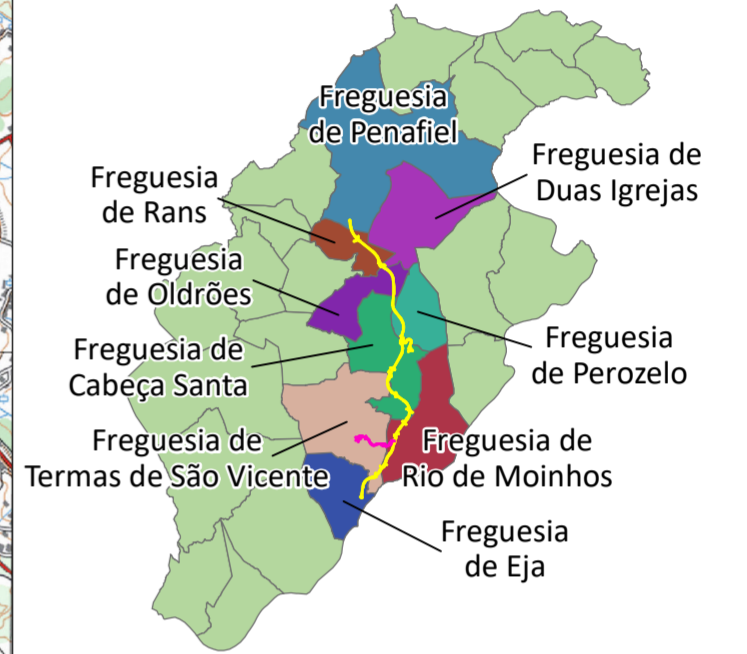 Freguesia
de Penafiel
Freguesia de
Duas Igrejas
Freguesia
de Rans
Freguesia
de Oldrões
Freguesia
de Perozelo
Freguesia de
Cabeça Santa
Freguesia de
Termas de São Vicente
Freguesia de
Rio de Moinhos
Freguesia
de Eja